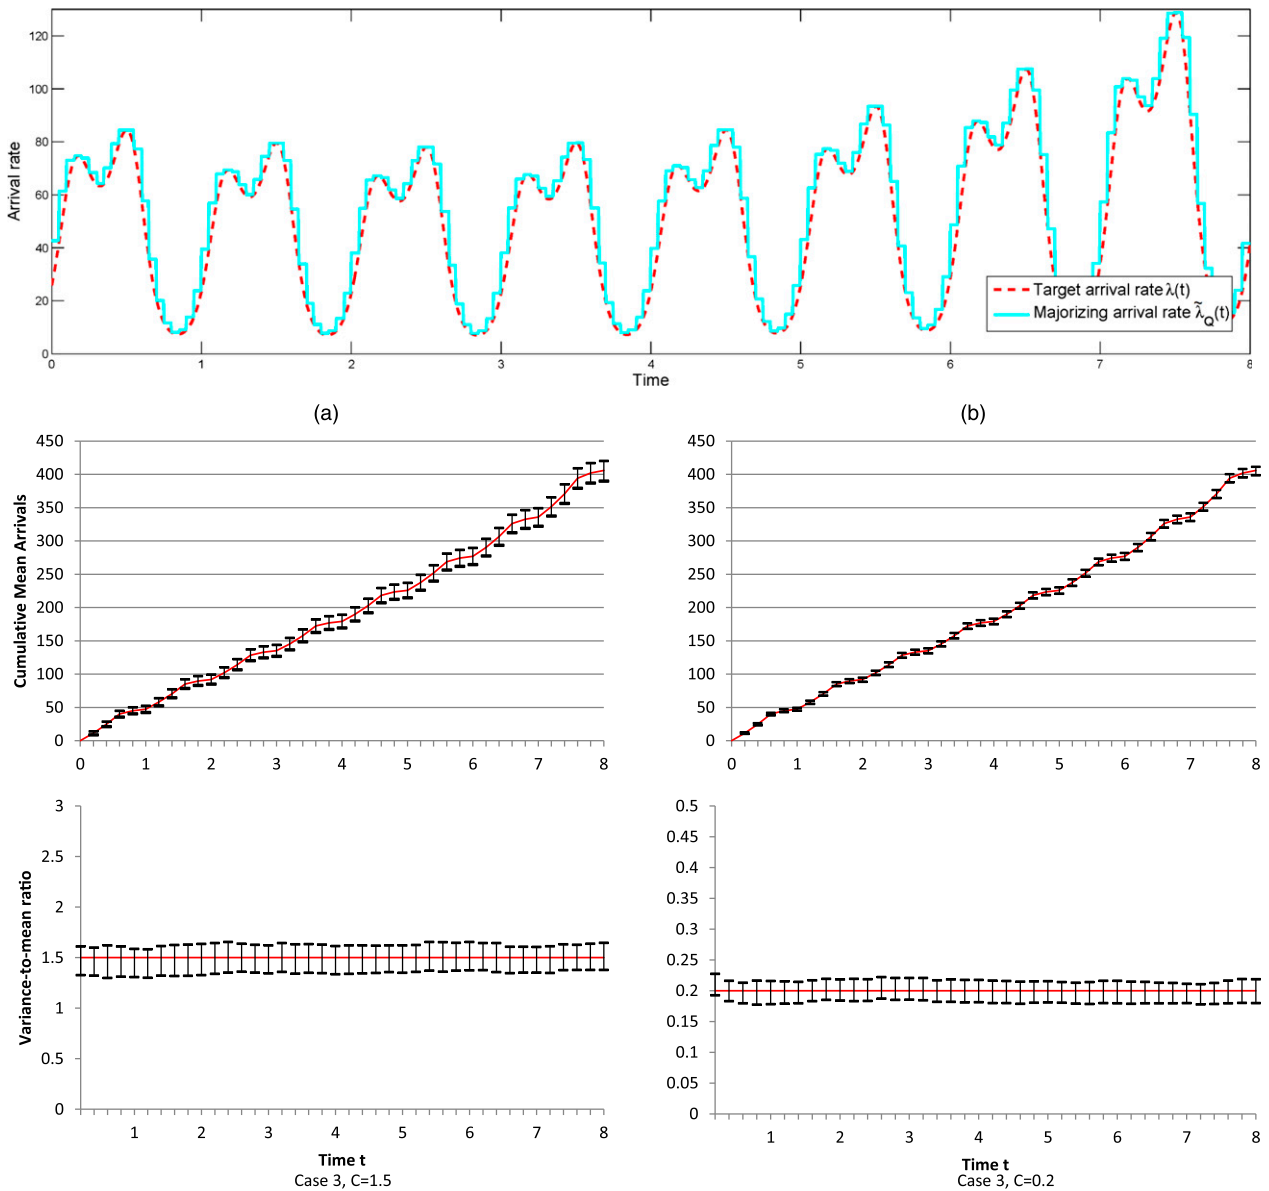 120
100
80
60
40
20
0
Arrival rate
0 1 2 3 4 5 6 7 8
Time
Target arrival rate λ(t)
Majorizing arrival rate λ̃Q(t)
(a)
(b)
450
400
350
300
250
200
150
100
50
0
Cumulative Mean Arrivals
0 1 2 3 4 5 6 7 8
450
400
350
300
250
200
150
100
50
0
0 1 2 3 4 5 6 7 8
3
2.5
2
1.5
1
0.5
0
Variance-to-mean ratio
1 2 3 4 5 6 7 8
Time t
Case 3, C=1.5
0.5
0.45
0.4
0.35
0.3
0.25
0.2
0.15
0.1
0.05
0
1 2 3 4 5 6 7 8
Time t
Case 3, C=0.2